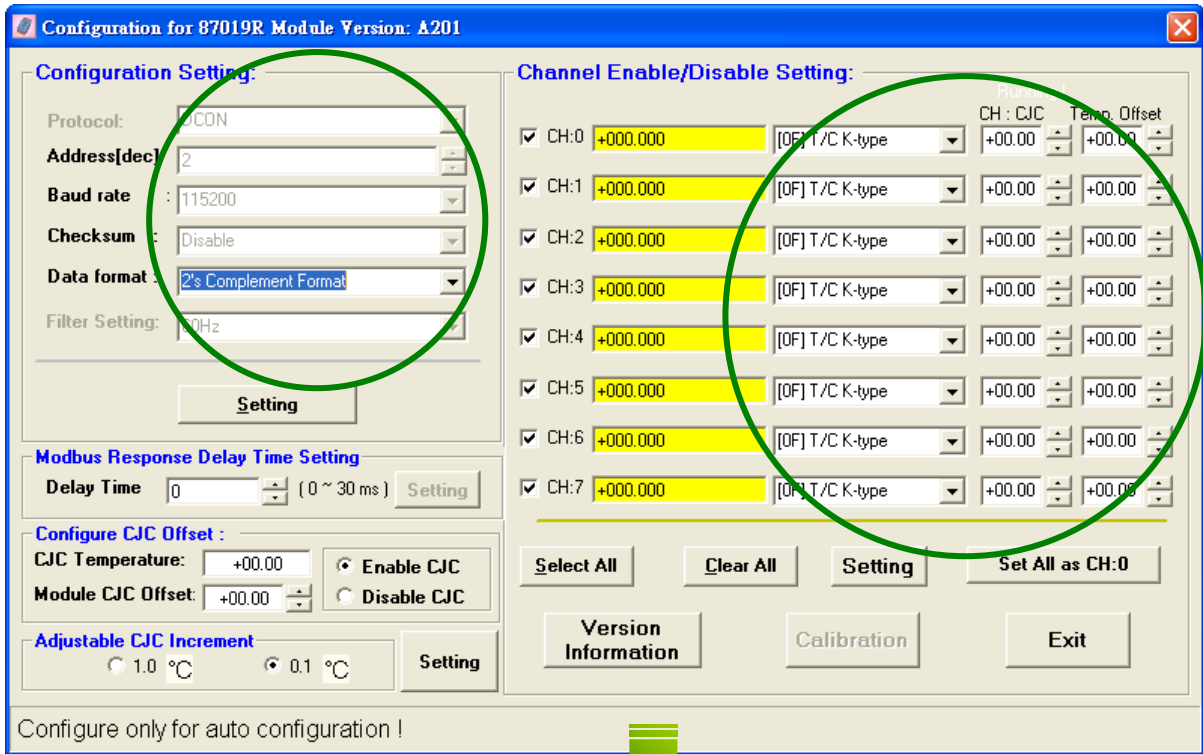 Configuration for 87019R Module Version: A201
Configuration Setting:
Protocol: DCON
Address[dec] 2
Baud rate : 115200
Checksum : Disable
Data format : 2's Complement Format
Filter Setting: 60Hz
Setting
Modbus Response Delay Time Setting
Delay Time 0 ( 0 ~ 30 ms ) Setting
Configure CJC Offset :
CJC Temperature: +00.00
Module CJC Offset: +00.00
Enable CJC
Disable CJC
Adjustable CJC Increment
1.0 °C 0.1 °C
Setting
Channel Enable/Disable Setting:
Running!
CH : CJC Temp. Offset
CH:0 +000.000 [0F] T/C K-type +00.00 +00.00
CH:1 +000.000 [0F] T/C K-type +00.00 +00.00
CH:2 +000.000 [0F] T/C K-type +00.00 +00.00
CH:3 +000.000 [0F] T/C K-type +00.00 +00.00
CH:4 +000.000 [0F] T/C K-type +00.00 +00.00
CH:5 +000.000 [0F] T/C K-type +00.00 +00.00
CH:6 +000.000 [0F] T/C K-type +00.00 +00.00
CH:7 +000.000 [0F] T/C K-type +00.00 +00.00
Select All Clear All Setting Set All as CH:0
Version Information
Calibration
Exit
Configure only for auto configuration !